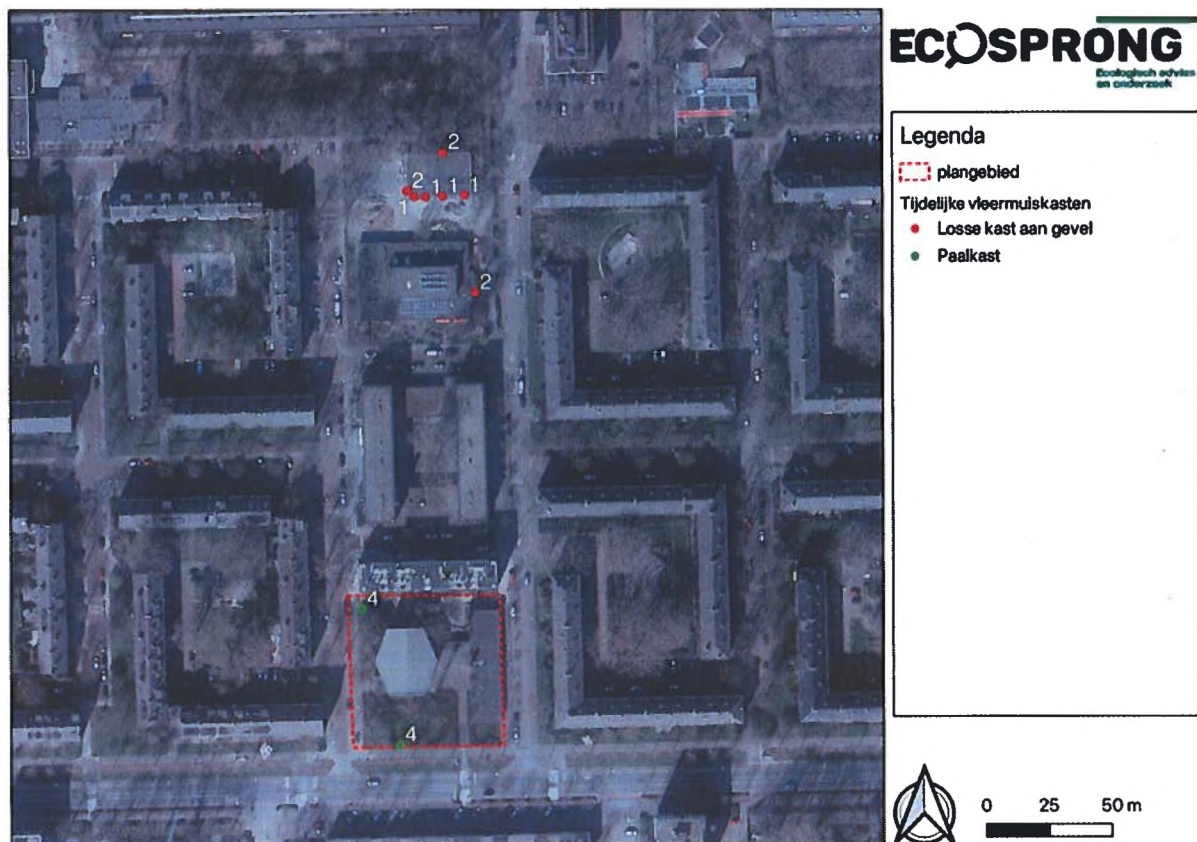 ECOSPRONG
Ecologisch advies
en onderzoek
Legenda
plangebied
Tijdelijke vleermuiskasten
Losse kast aan gevel
Paalkast
2
2 1 1 1
1
2
4
4
0 25 50 m